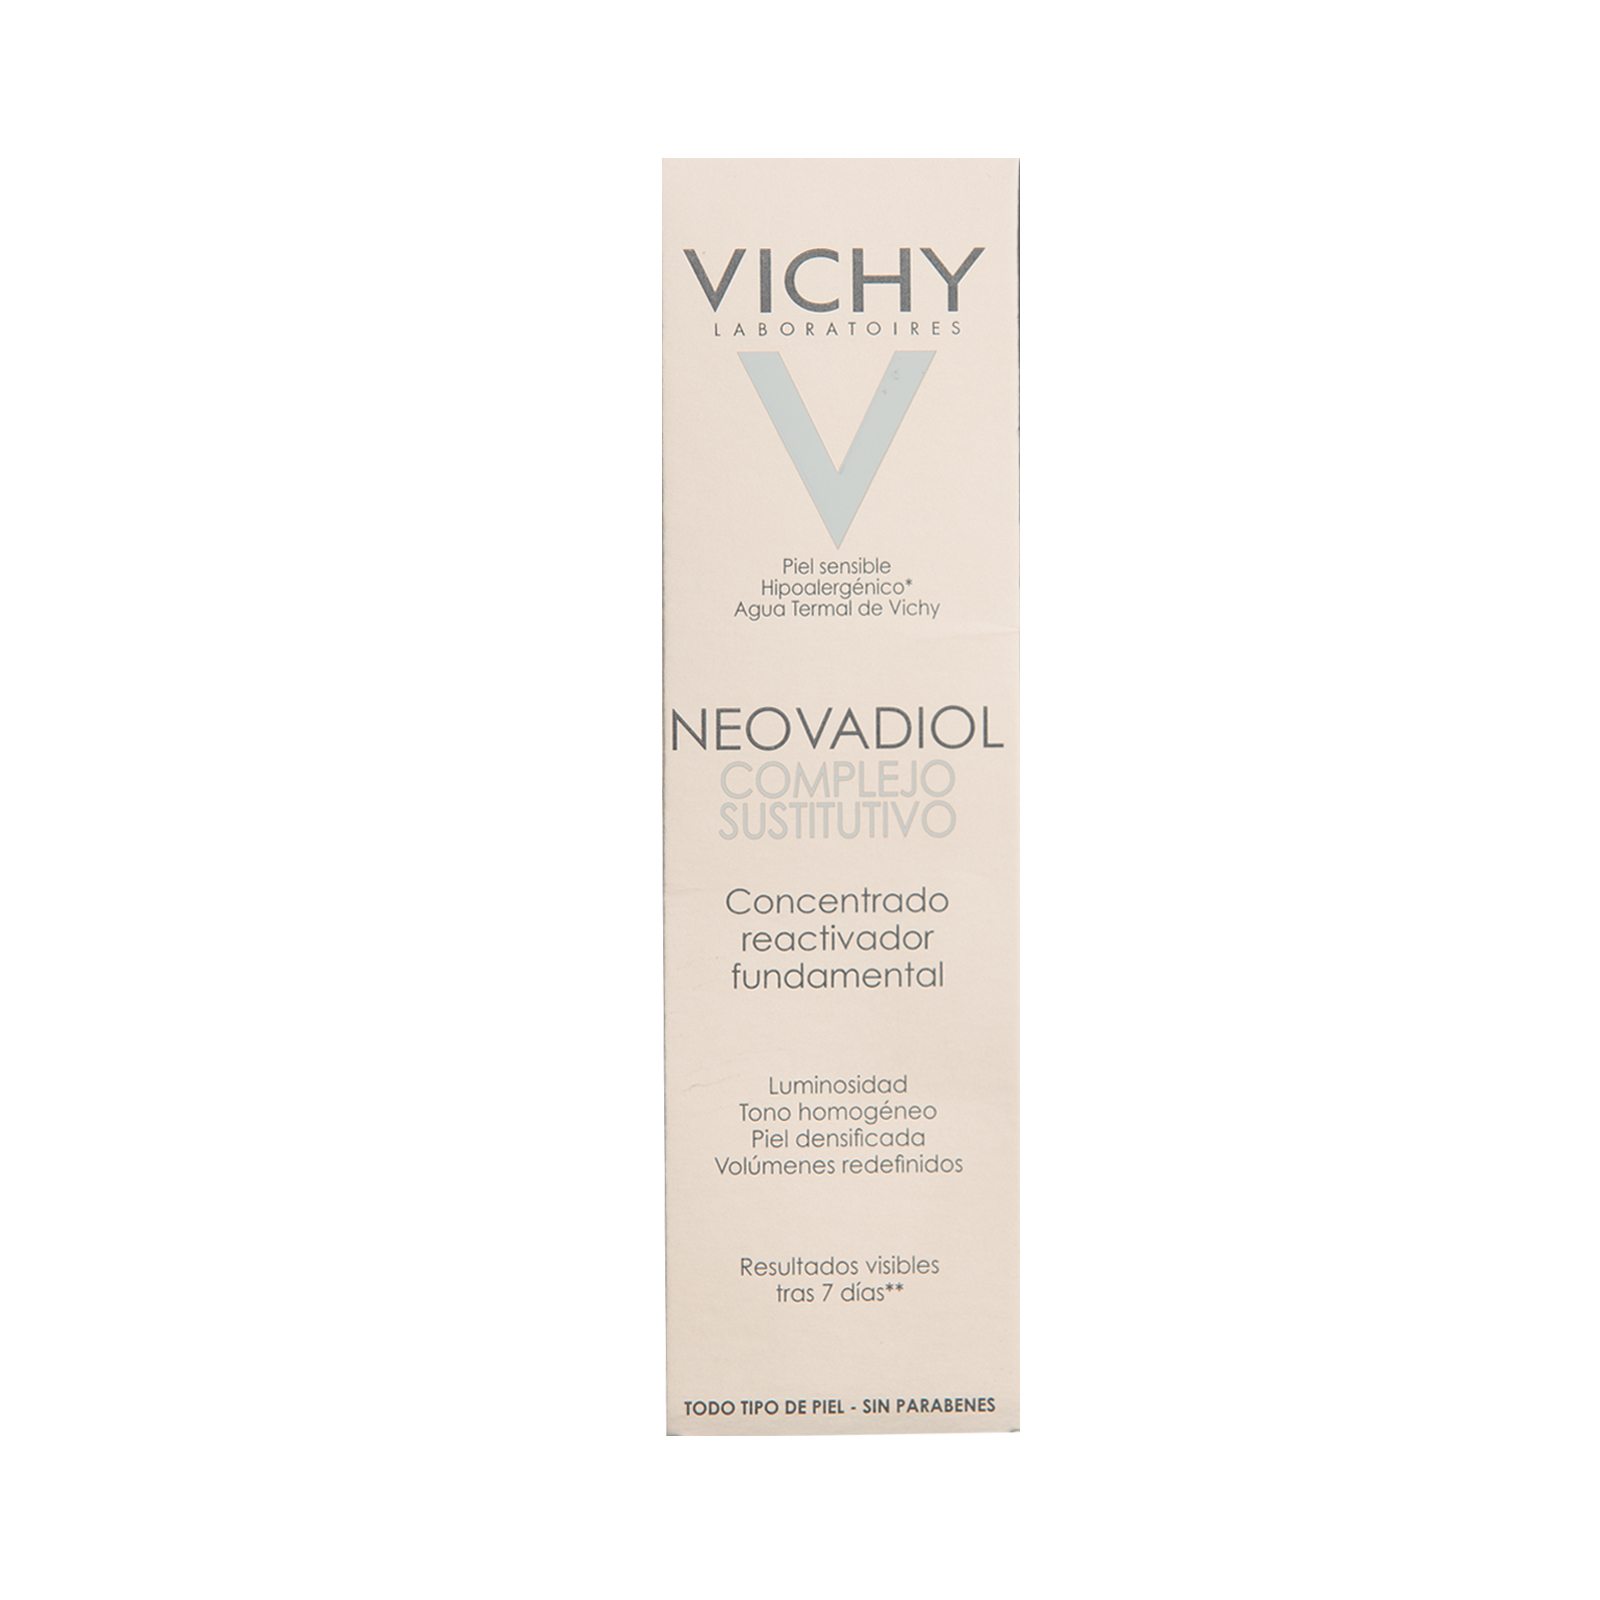 VICHY
LABORATOIRES
V
Piel sensible
Hipoalergénico*
Agua Termal de Vichy
NEOVADIOL
COMPLEJO
SUSTITUTIVO
Concentrado
reactivador
fundamental
Luminosidad
Tono homogéneo
Piel densificada
Volúmenes redefinidos
Resultados visibles
tras 7 días**
TODO TIPO DE PIEL - SIN PARABENES